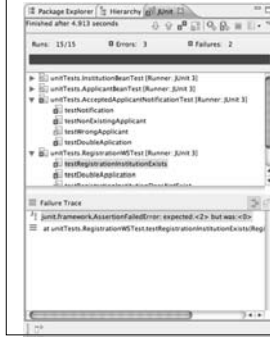 Package Explorer Hierarchy JUnit
Finished after 4.913 seconds
Runs: 15/15 Errors: 3 Failures: 2
unitTests.InstitutionBeanTest [Runner: JUnit 3]
unitTests.ApplicantBeanTest [Runner: JUnit 3]
unitTests.AcceptedApplicantNotificationTest [Runner: JUnit 3]
testNotification
testNonExistingApplicant
testWrongApplicant
testDoubleAplication
unitTests.RegistrationWSTest [Runner: JUnit 3]
testRegistrationInstitutionExists
testDoubleApplication
testRegistrationInstitutionDoesNotExist
Failure Trace
junit.framework.AssertionFailedError: expected:<2> but was:<0>
at unitTests.RegistrationWSTest.testRegistrationInstitutionExists(Regi